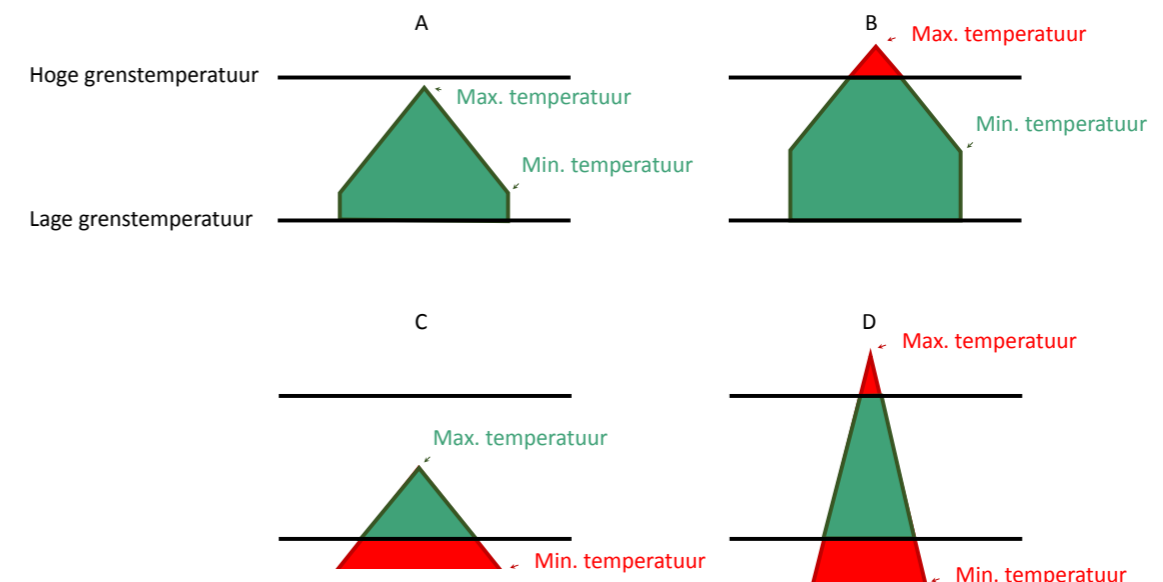 A
B
Max. temperatuur
Hoge grenstemperatuur
Max. temperatuur
Min. temperatuur
Min. temperatuur
Lage grenstemperatuur
C
D
Max. temperatuur
Max. temperatuur
Min. temperatuur
Min. temperatuur